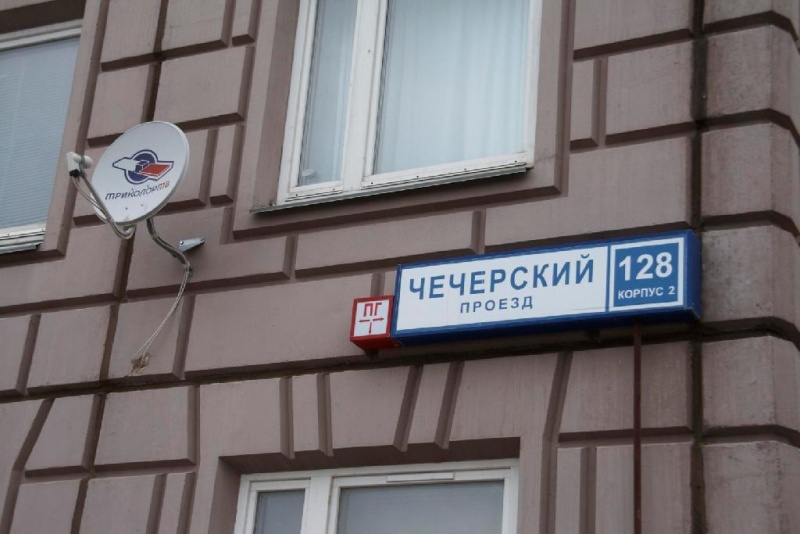 ТРИКОЛОР ТВ
ЧЕЧЕРСКИЙ
ПРОЕЗД
128
КОРПУС 2
ПГ